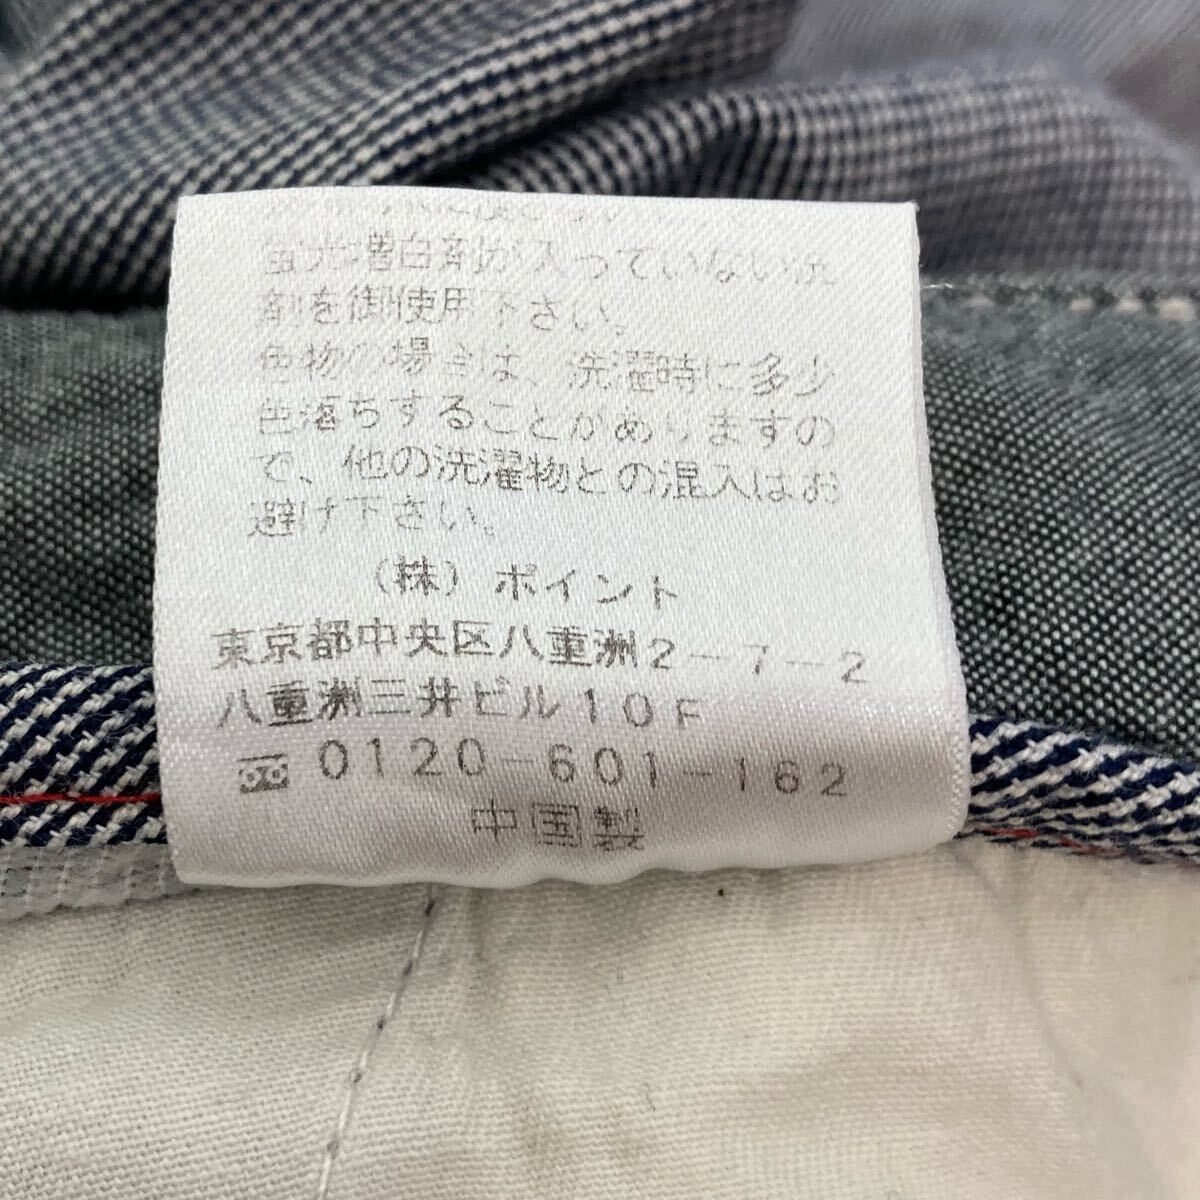 蛍光増白剤が入っていない洗
剤を御使用下さい。
色物の場合は、洗濯時に多少
色落ちすることがありますの
で、他の洗濯物との混入はお
避け下さい。
(株) ポイント
東京都中央区八重洲2-7-2
八重洲三井ビル10F
0120-601-162
中国製